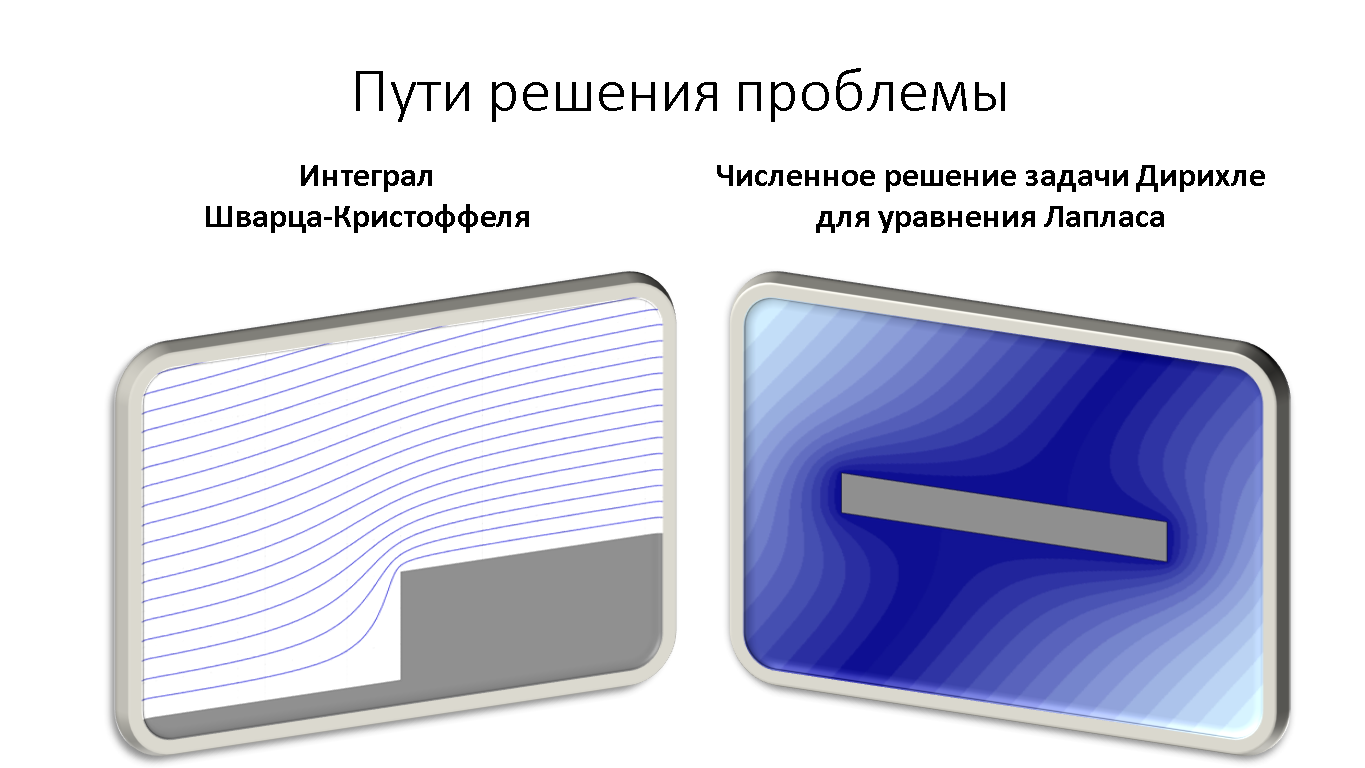 Пути решения проблемы
Интеграл
Шварца-Кристоффеля
Численное решение задачи Дирихле
для уравнения Лапласа